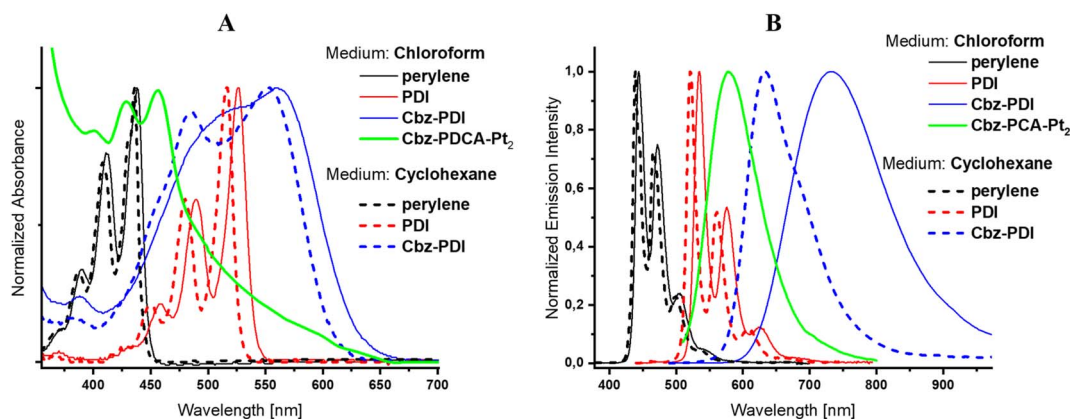 A
Medium: Chloroform
perylene
PDI
Cbz-PDI
Cbz-PDCA-Pt2
Medium: Cyclohexane
perylene
PDI
Cbz-PDI
Normalized Absorbance
400 450 500 550 600 650 700
Wavelength [nm]
B
Medium: Chloroform
perylene
PDI
Cbz-PDI
Cbz-PCA-Pt2
Medium: Cyclohexane
perylene
PDI
Cbz-PDI
Normalized Emission Intensity
1,0
0,8
0,6
0,4
0,2
0,0
400 500 600 700 800 900
Wavelength [nm]